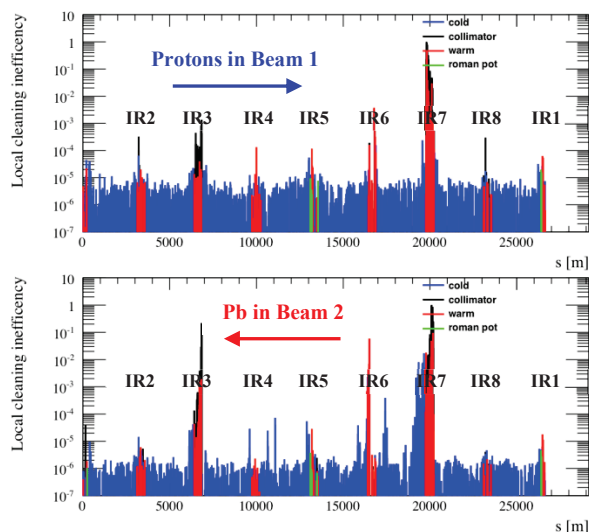 Local cleaning inefficency
10
1
10⁻¹
10⁻²
10⁻³
10⁻⁴
10⁻⁵
10⁻⁶
10⁻⁷
cold
collimator
warm
roman pot
Protons in Beam 1
IR2 IR3 IR4 IR5 IR6 IR7 IR8 IR1
0 5000 10000 15000 20000 25000
s [m]
Local cleaning inefficency
10
1
10⁻¹
10⁻²
10⁻³
10⁻⁴
10⁻⁵
10⁻⁶
10⁻⁷
cold
collimator
warm
roman pot
Pb in Beam 2
IR2 IR3 IR4 IR5 IR6 IR7 IR8 IR1
0 5000 10000 15000 20000 25000
s [m]